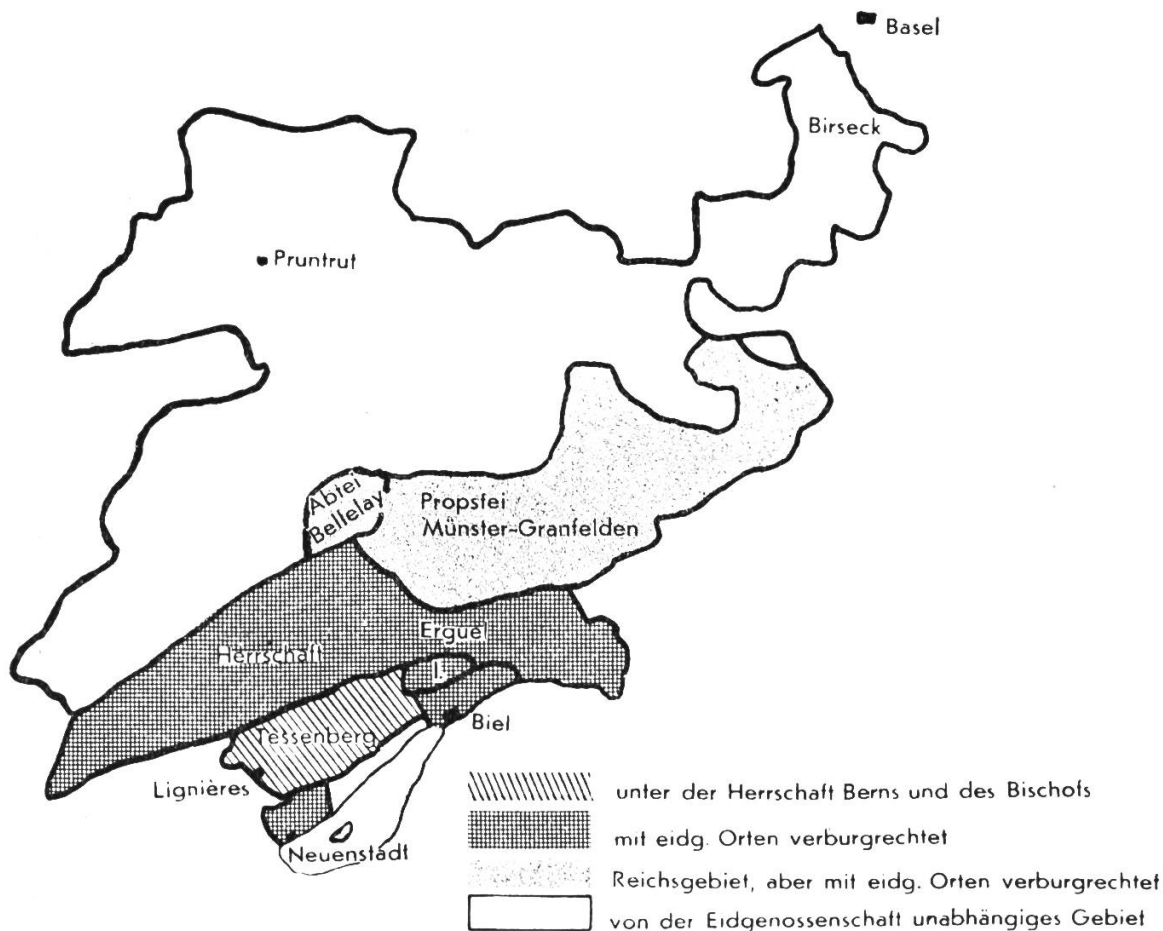 Basel
Birseck
Pruntrut
Abtei
Bellelay
Propstei
Münster-Granfelden
Erguel
Herrschaft
I.
Biel
Tessenberg
Lignières
Neuenstadt
unter der Herrschaft Berns und des Bischofs
mit eidg. Orten verburgrechtet
Reichsgebiet, aber mit eidg. Orten verburgrechtet
von der Eidgenossenschaft unabhängiges Gebiet